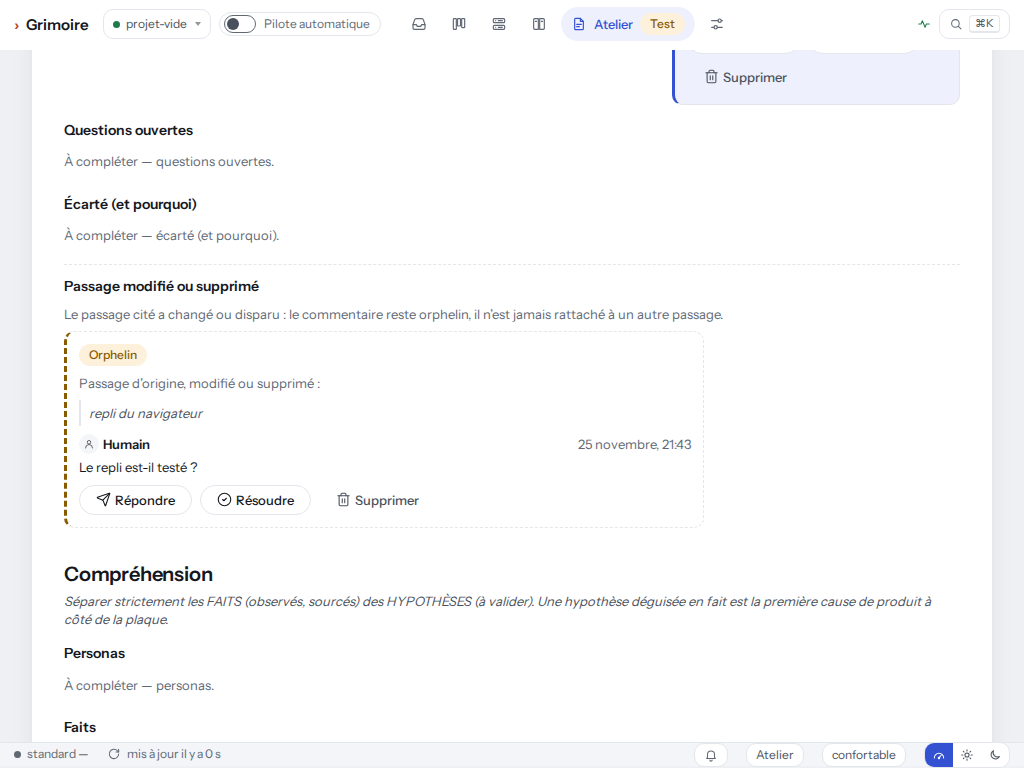 › Grimoire projet-vide Pilote automatique Atelier Test ⌘K
Supprimer
Questions ouvertes
À compléter — questions ouvertes.
Écarté (et pourquoi)
À compléter — écarté (et pourquoi).
Passage modifié ou supprimé
Le passage cité a changé ou disparu : le commentaire reste orphelin, il n’est jamais rattaché à un autre passage.
Orphelin
Passage d’origine, modifié ou supprimé :
repli du navigateur
Humain 25 novembre, 21:43
Le repli est-il testé ?
Répondre Résoudre Supprimer
Compréhension
Séparer strictement les FAITS (observés, sourcés) des HYPOTHÈSES (à valider). Une hypothèse déguisée en fait est la première cause de produit à
côté de la plaque.
Personas
À compléter — personas.
Faits
standard — mis à jour il y a 0 s Atelier confortable